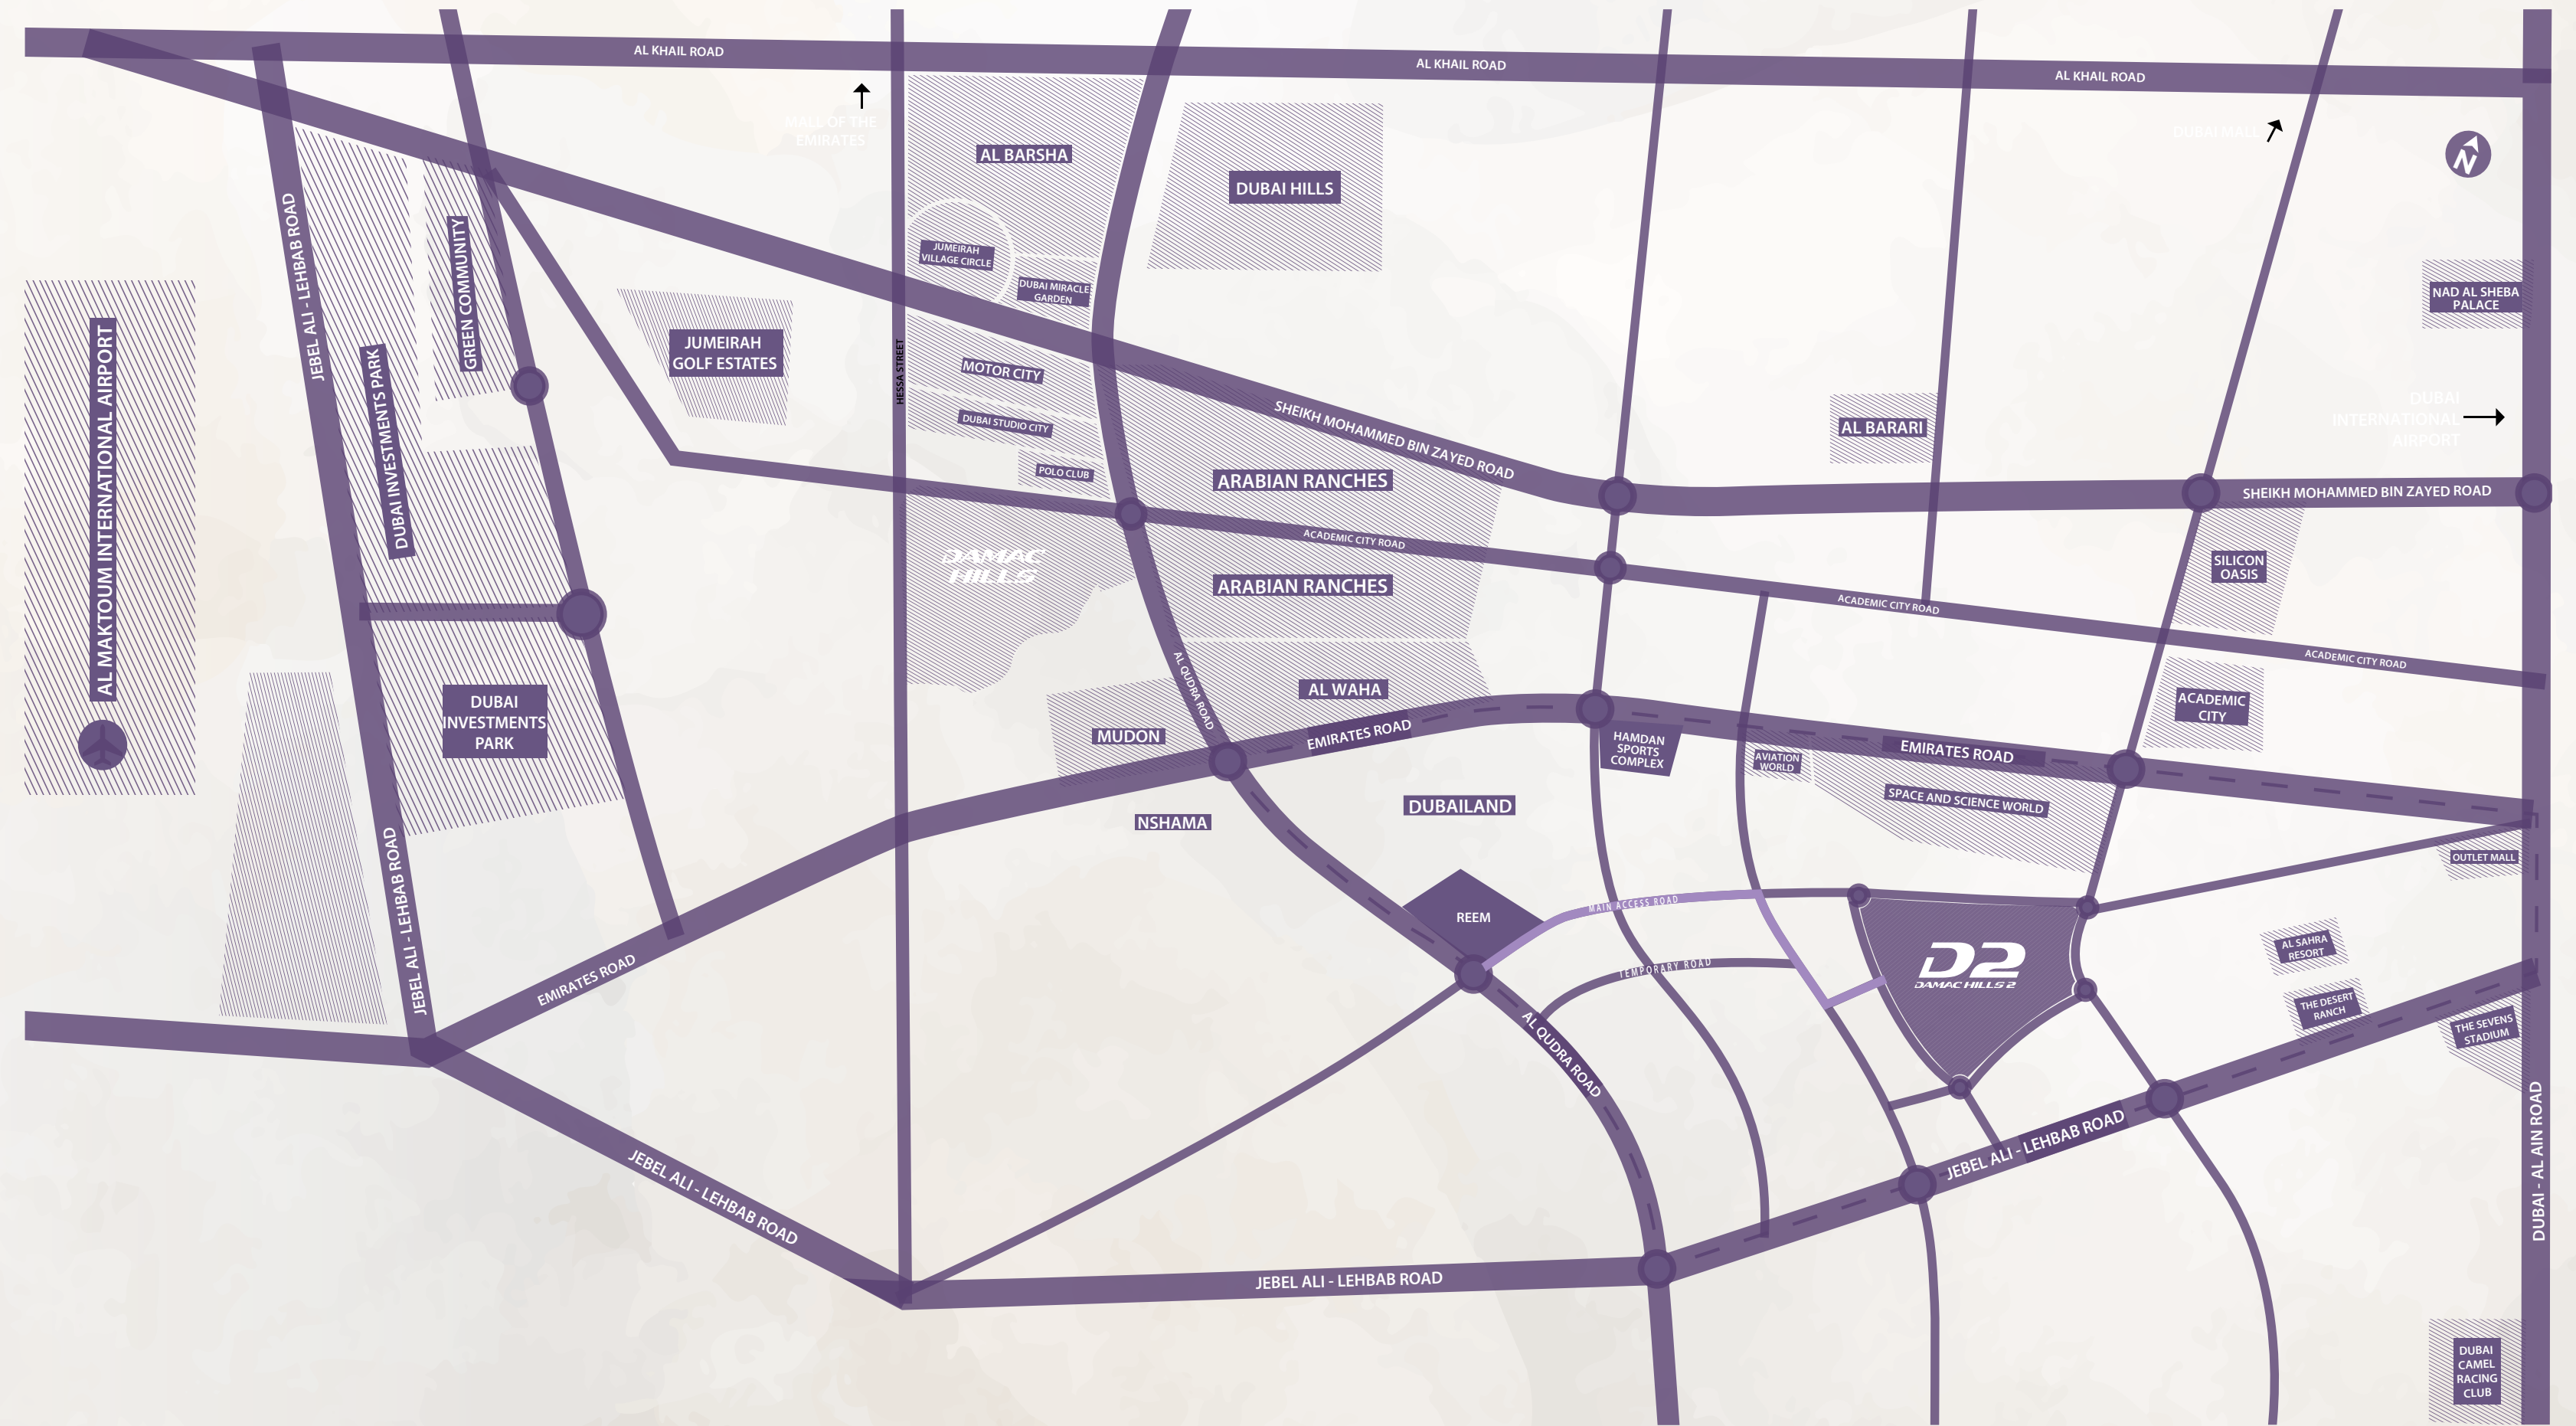 AL KHAIL ROAD
AL KHAIL ROAD
AL KHAIL ROAD
MALL OF THE
EMIRATES
DUBAI MALL
N
AL BARSHA
DUBAI HILLS
JEBEL ALI - LEHBAB ROAD
GREEN COMMUNITY
JUMEIRAH
VILLAGE CIRCLE
DUBAI MIRACLE
GARDEN
NAD AL SHEBA
PALACE
AL MAKTOUM INTERNATIONAL AIRPORT
DUBAI INVESTMENTS PARK
JUMEIRAH
GOLF ESTATES
HESSA STREET
MOTOR CITY
DUBAI STUDIO CITY
POLO CLUB
SHEIKH MOHAMMED BIN ZAYED ROAD
AL BARARI
DUBAI
INTERNATIONAL
AIRPORT
ARABIAN RANCHES
SHEIKH MOHAMMED BIN ZAYED ROAD
ACADEMIC CITY ROAD
DAMAC
HILLS
ARABIAN RANCHES
SILICON
OASIS
ACADEMIC CITY ROAD
ACADEMIC CITY ROAD
AL QUDRA ROAD
AL WAHA
DUBAI
INVESTMENTS
PARK
MUDON
EMIRATES ROAD
HAMDAN
SPORTS
COMPLEX
AVIATION
WORLD
EMIRATES ROAD
ACADEMIC
CITY
SPACE AND SCIENCE WORLD
NSHAMA
DUBAILAND
OUTLET MALL
JEBEL ALI - LEHBAB ROAD
REEM
MAIN ACCESS ROAD
TEMPORARY ROAD
D2
DAMAC HILLS 2
AL SAHRA
RESORT
THE DESERT
RANCH
THE SEVENS
STADIUM
EMIRATES ROAD
AL QUDRA ROAD
JEBEL ALI - LEHBAB ROAD
JEBEL ALI - LEHBAB ROAD
DUBAI - AL AIN ROAD
JEBEL ALI - LEHBAB ROAD
DUBAI
CAMEL
RACING
CLUB